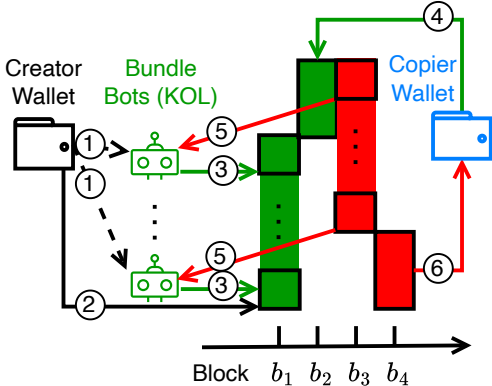 ④
Creator
Wallet
Bundle
Bots (KOL)
Copier
Wallet
①
⑤
①
③
⑤
③
②
⑥
Block b₁ b₂ b₃ b₄